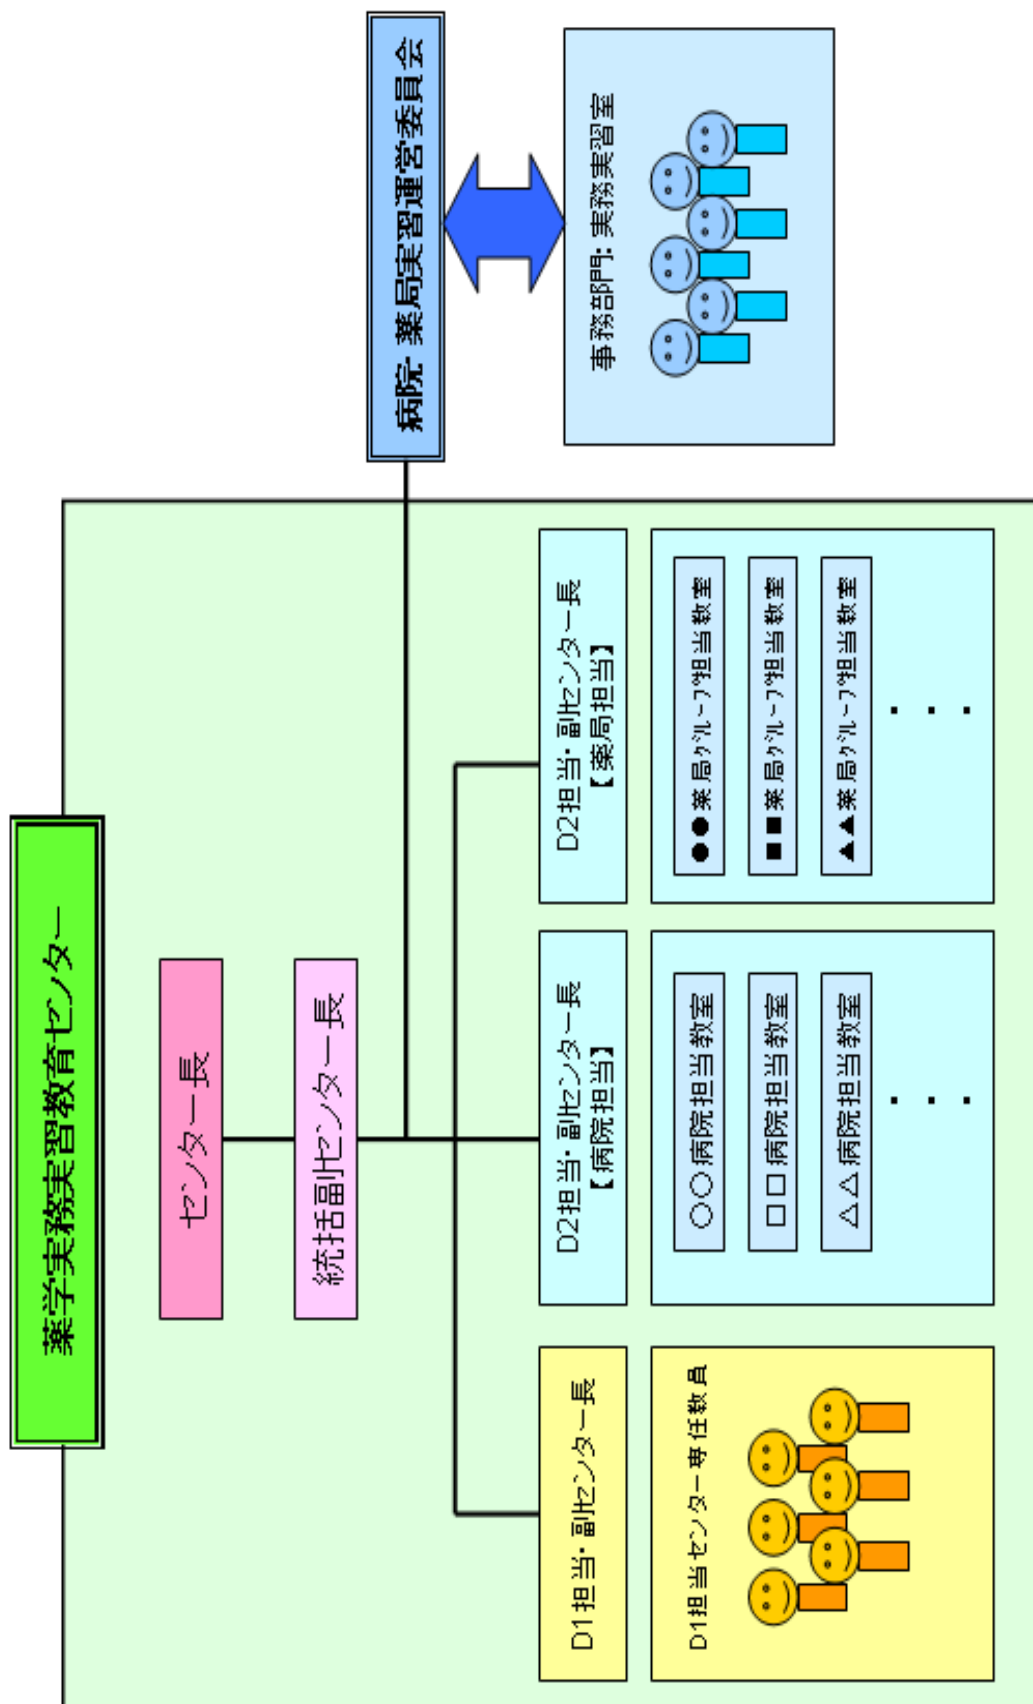 薬学実務実習教育センター
センター長
統括副センター長
病院・薬局実習運営委員会
事務部門：実務実習室
D1担当・副センター長
D1担当センター専任教員
D2担当・副センター長
【病院担当】
○○病院担当教室
□□病院担当教室
△△病院担当教室
・・・
D2担当・副センター長
【薬局担当】
●●薬局グループ担当教室
■■薬局グループ担当教室
▲▲薬局グループ担当教室
・・・